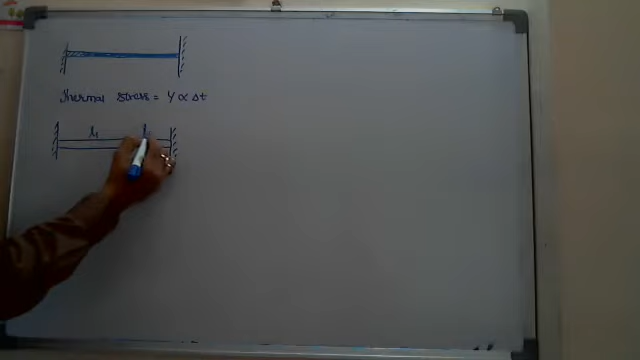 Thermal stress = Y α Δt
l₁ l₂